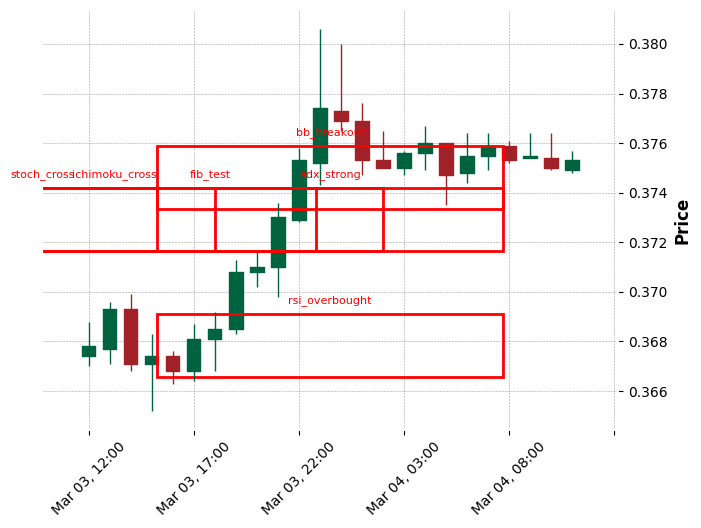 0.380
0.378
bb_breakout
0.376
stoch_cross
ichimoku_cross
fib_test
adx_strong
0.374
0.372
0.370
rsi_overbought
0.368
0.366
Price
Mar 03, 12:00
Mar 03, 17:00
Mar 03, 22:00
Mar 04, 03:00
Mar 04, 08:00